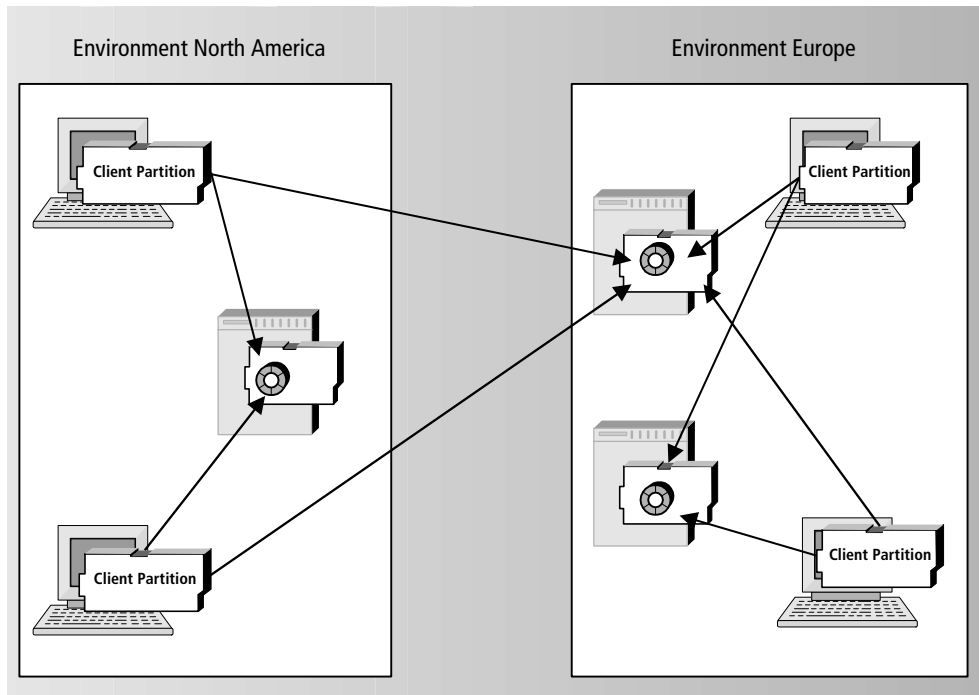 Environment North America
Environment Europe
Client Partition
Client Partition
Client Partition
Client Partition